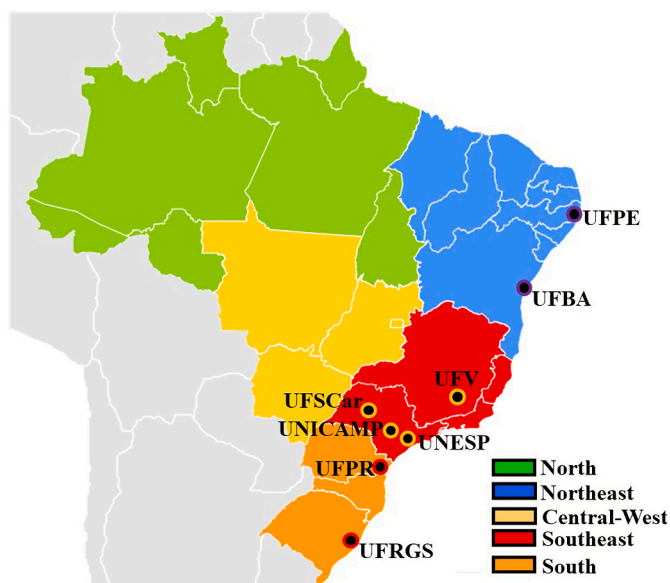 UFPE
UFBA
UFV
UFSCar
UNICAMP
UNESP
UFPR
UFRGS
North
Northeast
Central-West
Southeast
South